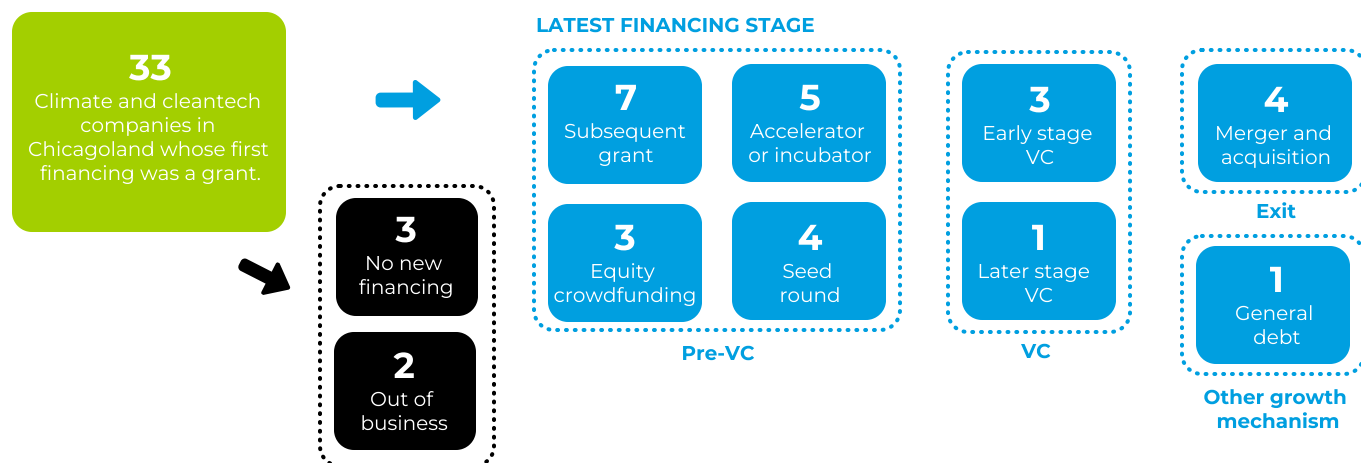 33
Climate and cleantech
companies in
Chicagoland whose first
financing was a grant.
3
No new
financing
2
Out of
business
LATEST FINANCING STAGE
7
Subsequent
grant
5
Accelerator
or incubator
3
Equity
crowdfunding
4
Seed
round
Pre-VC
3
Early stage
VC
1
Later stage
VC
VC
4
Merger and
acquisition
Exit
1
General
debt
Other growth
mechanism